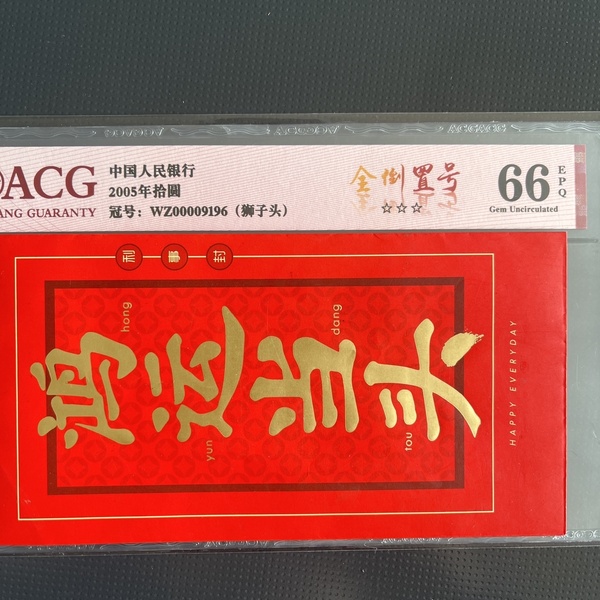 ACG
ANG GUARANTY
中国人民银行
2005年拾圆
冠号：WZ00009196（狮子头）
全倒置号
☆☆☆
66 EPQ
Gem Uncirculated
利事封
鸿运当头
hong
yun
dang
tou
HAPPY EVERYDAY